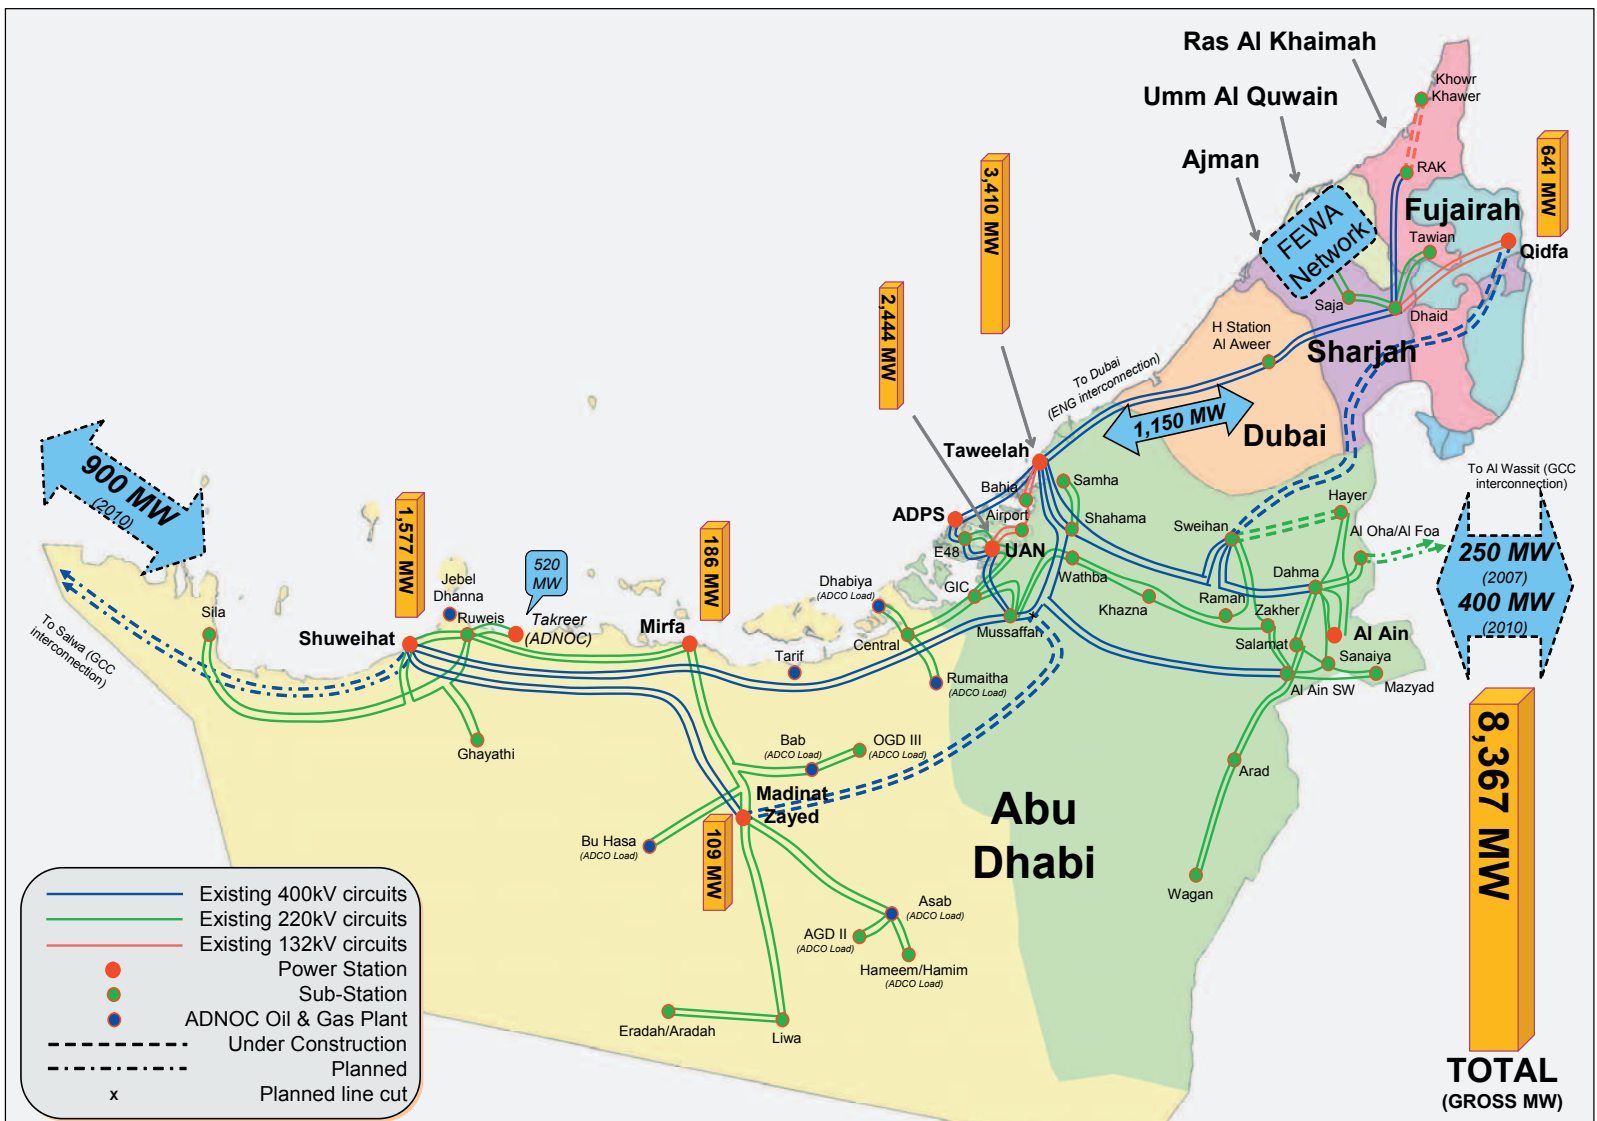 Ras Al Khaimah
Umm Al Quwain
Ajman
Khowr
Khawer
RAK
641 MW
Fujairah
Tawian
Qidfa
FEWA
Network
Saja
Dhaid
3,410 MW
2,444 MW
H Station
Al Aweer
Sharjah
To Dubai
(ENG interconnection)
1,150 MW
Dubai
Taweelah
Bahia
Samha
ADPS
Airport
Shahama
E48
UAN
Sweihan
Hayer
To Al Wassit (GCC
interconnection)
Al Oha/Al Foa
250 MW
(2007)
400 MW
(2010)
900 MW
(2010)
1,577 MW
520
MW
186 MW
Jebel
Dhanna
Ruweis
Takreer
(ADNOC)
Sila
Shuweihat
Mirfa
To Salwa (GCC
interconnection)
Dhabiya
(ADCO Load)
GIC
Wathba
Dahma
Khazna
Raman
Zakher
Mussaffah
Central
Tarif
Rumaitha
(ADCO Load)
Salamat
Al Ain
Sanaiya
Al Ain SW
Mazyad
Ghayathi
Bab
(ADCO Load)
OGD III
(ADCO Load)
Arad
Madinat
Zayed
Bu Hasa
(ADCO Load)
109 MW
Abu
Dhabi
Wagan
Asab
(ADCO Load)
AGD II
(ADCO Load)
Hameem/Hamim
(ADCO Load)
Eradah/Aradah
Liwa
8,367 MW
TOTAL
(GROSS MW)
Existing 400kV circuits
Existing 220kV circuits
Existing 132kV circuits
Power Station
Sub-Station
ADNOC Oil & Gas Plant
Under Construction
Planned
x Planned line cut
x